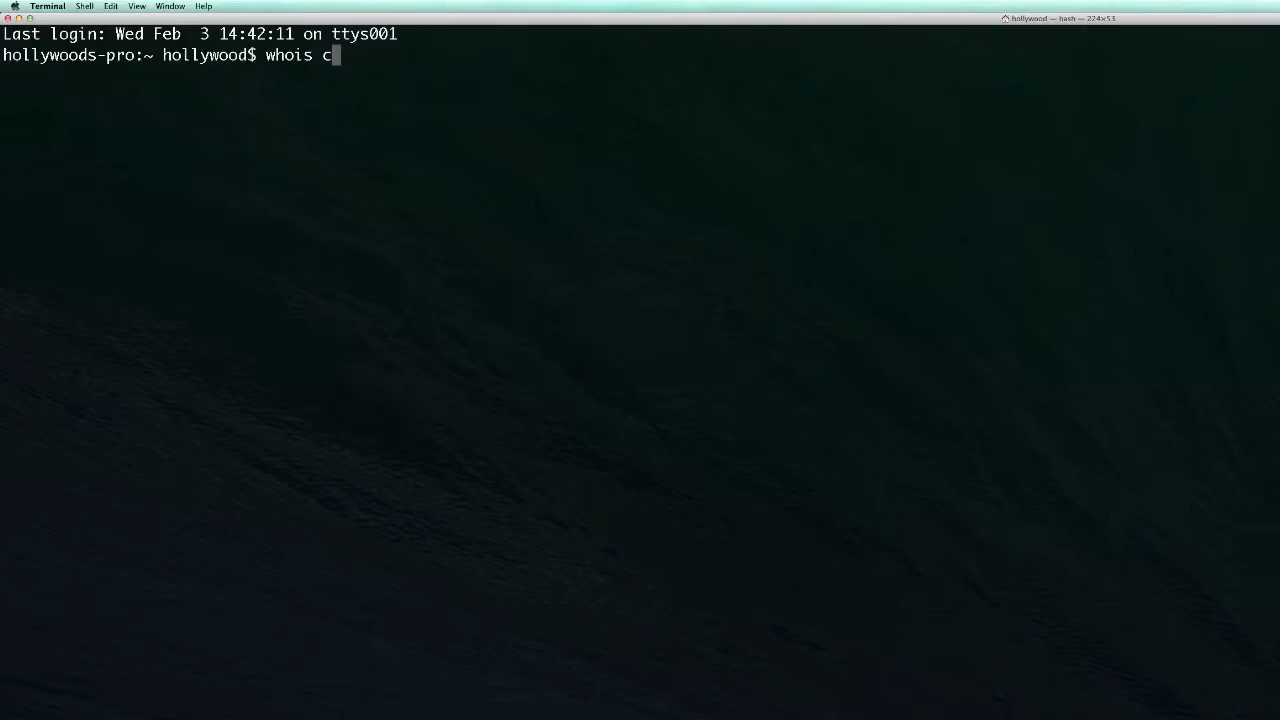 Terminal Shell Edit View Window Help
hollywood — bash — 224×53
Last login: Wed Feb  3 14:42:11 on ttys001
hollywoods-pro:~ hollywood$ whois c